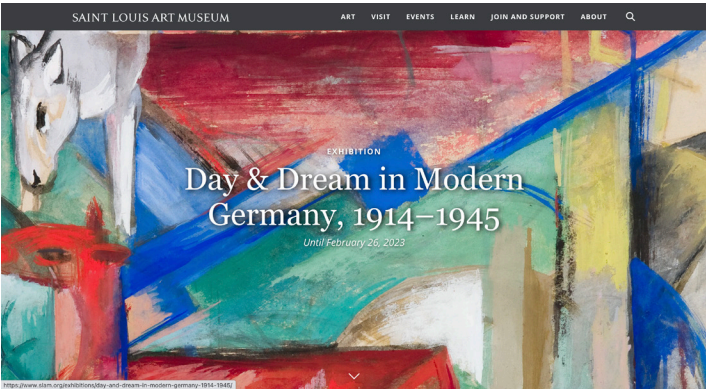 SAINT LOUIS ART MUSEUM
ART VISIT EVENTS LEARN JOIN AND SUPPORT ABOUT
EXHIBITION
Day & Dream in Modern
Germany, 1914–1945
Until February 26, 2023
https://www.slam.org/exhibitions/day-and-dream-in-modern-germany-1914-1945/